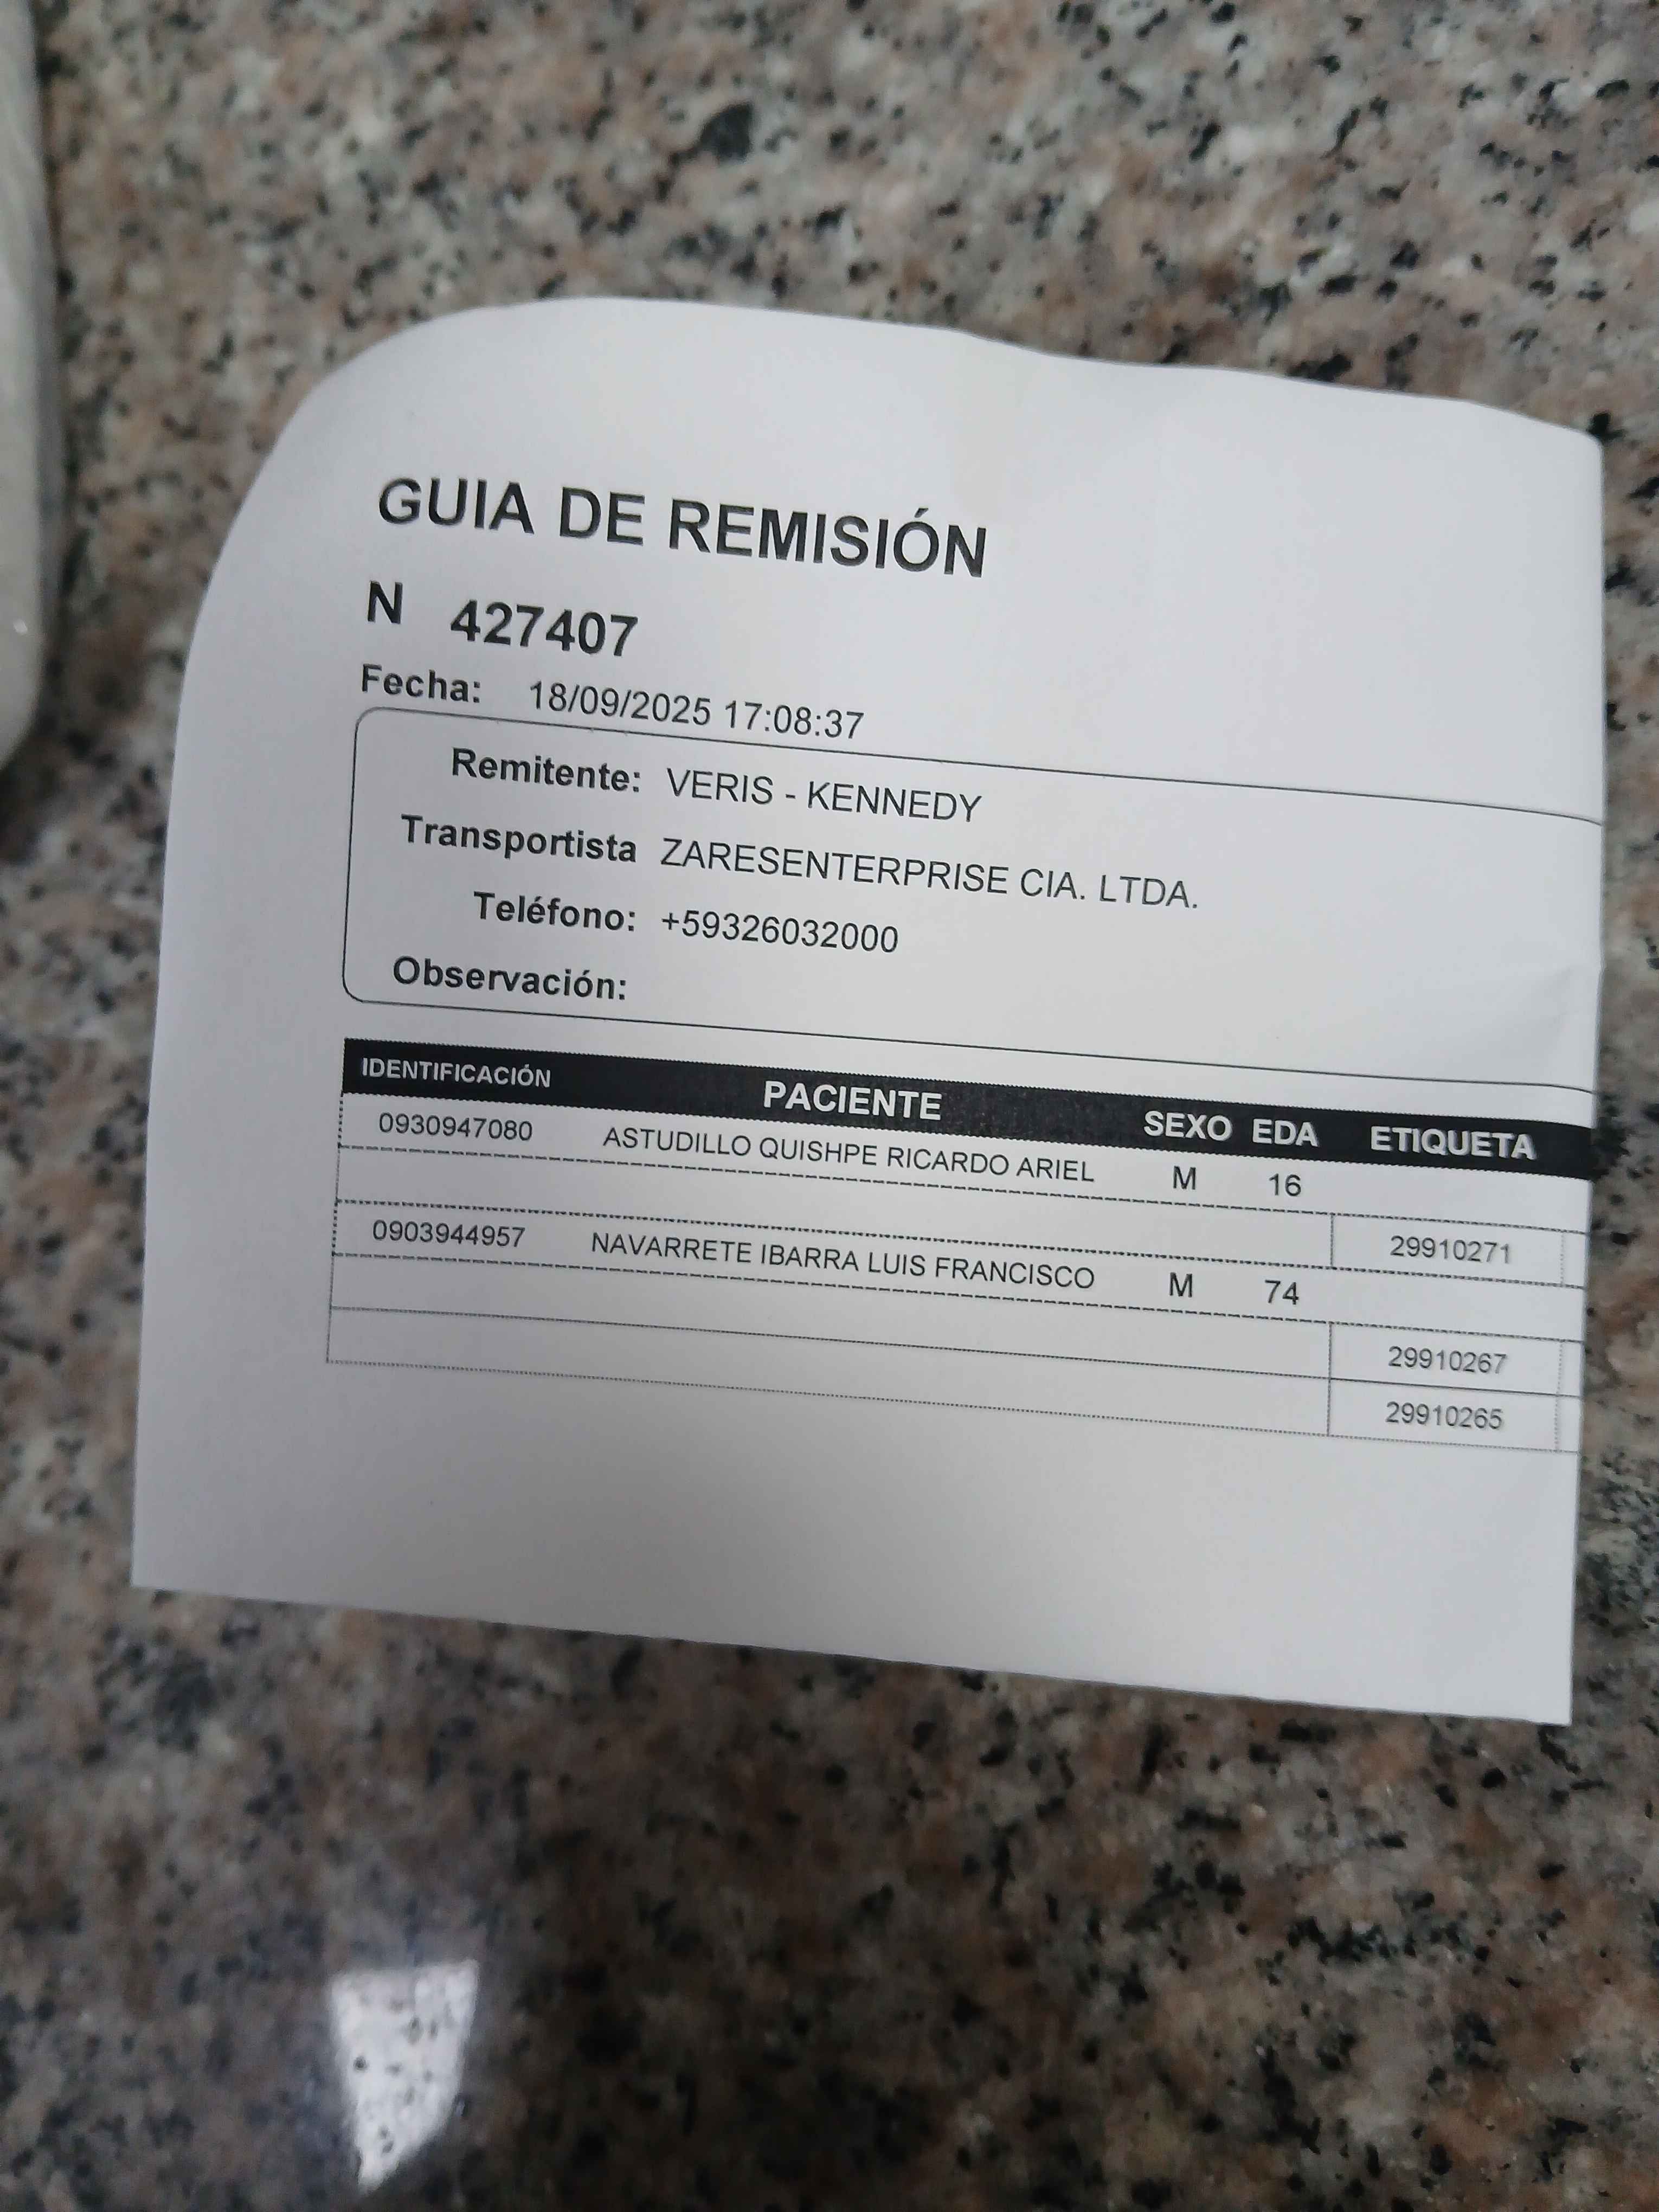 GUIA DE REMISIÓN
N 427407
Fecha: 18/09/2025 17:08:37
Remitente: VERIS - KENNEDY
Transportista ZARESENTERPRISE CIA. LTDA.
Teléfono: +59326032000
Observación:
IDENTIFICACIÓN PACIENTE SEXO EDA ETIQUETA
0930947080 ASTUDILLO QUISHPE RICARDO ARIEL M 16
29910271
0903944957 NAVARRETE IBARRA LUIS FRANCISCO M 74
29910267
29910265